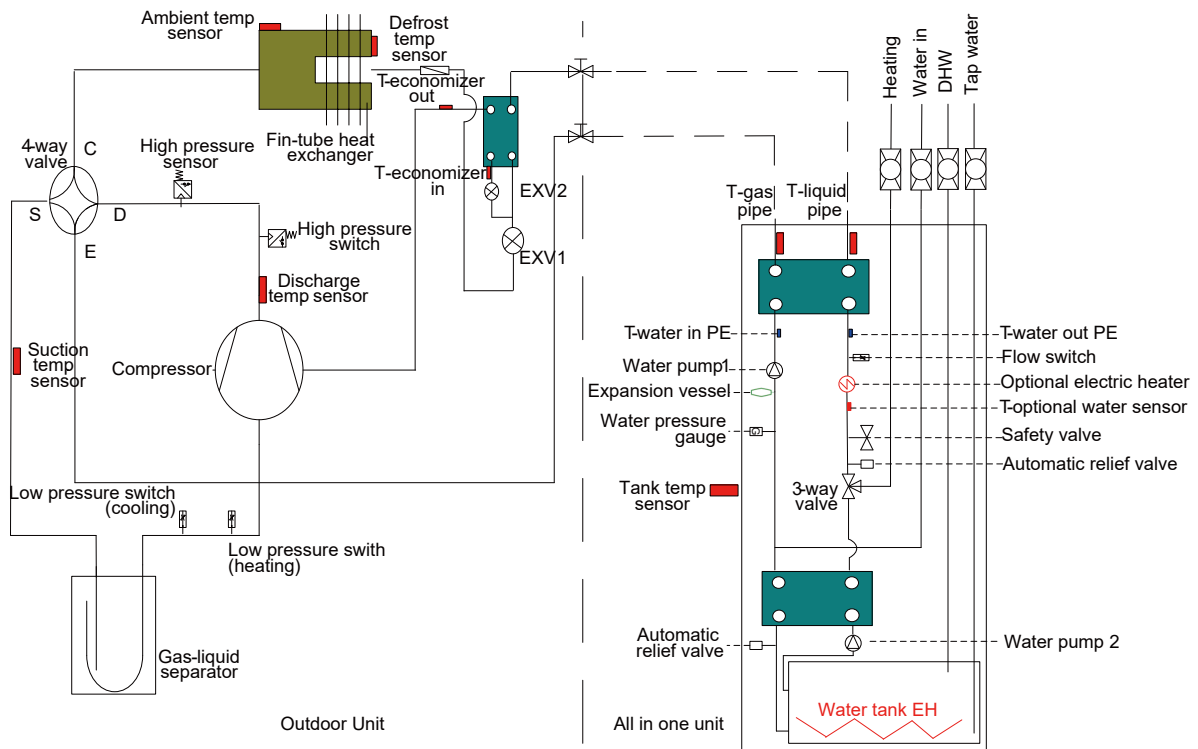 Ambient temp
sensor
Defrost
temp
sensor
T-economizer
out
Fin-tube heat
exchanger
4-way
valve
C
S
D
E
High pressure
sensor
High pressure
switch
T-economizer
in
EXV2
EXV1
Discharge
temp sensor
Suction
temp
sensor
Compressor
Low pressure switch
(cooling)
Low pressure swith
(heating)
Gas-liquid
separator
Outdoor Unit
Heating
Water in
DHW
Tap water
T-gas
pipe
T-liquid
pipe
T-water in PE
T-water out PE
Water pump1
Flow switch
Expansion vessel
Optional electric heater
T-optional water sensor
Water pressure
gauge
Safety valve
Automatic relief valve
Tank temp
sensor
3-way
valve
Automatic
relief valve
Water pump 2
Water tank EH
All in one unit